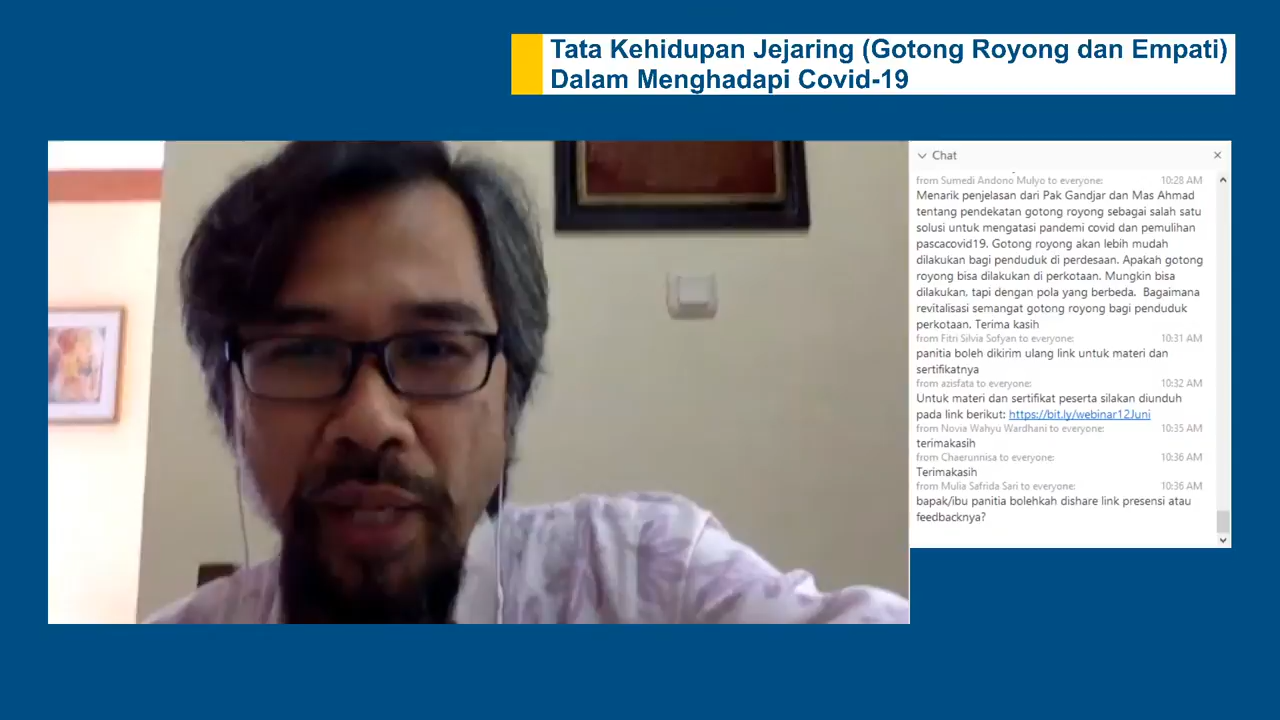 Tata Kehidupan Jejaring (Gotong Royong dan Empati)
Dalam Menghadapi Covid-19
Chat
from Sumedi Andono Mulyo to everyone: 10:28 AM
Menarik penjelasan dari Pak Gandjar dan Mas Ahmad
tentang pendekatan gotong royong sebagai salah satu
solusi untuk mengatasi pandemi covid dan pemulihan
pascacovid19. Gotong royong akan lebih mudah
dilakukan bagi penduduk di perdesaan. Apakah gotong
royong bisa dilakukan di perkotaan. Mungkin bisa
dilakukan, tapi dengan pola yang berbeda. Bagaimana
revitalisasi semangat gotong royong bagi penduduk
perkotaan. Terima kasih
from Fitri Silvia Sofyan to everyone: 10:31 AM
panitia boleh dikirim ulang link untuk materi dan
sertifikatnya
from azisfata to everyone: 10:32 AM
Untuk materi dan sertifikat peserta silakan diunduh
pada link berikut: https://bit.ly/webinar12Juni
from Novia Wahyu Wardhani to everyone: 10:35 AM
terimakasih
from Chaerunnisa to everyone: 10:36 AM
Terimakasih
from Mulia Safrida Sari to everyone: 10:36 AM
bapak/ibu panitia bolehkah dishare link presensi atau
feedbacknya?